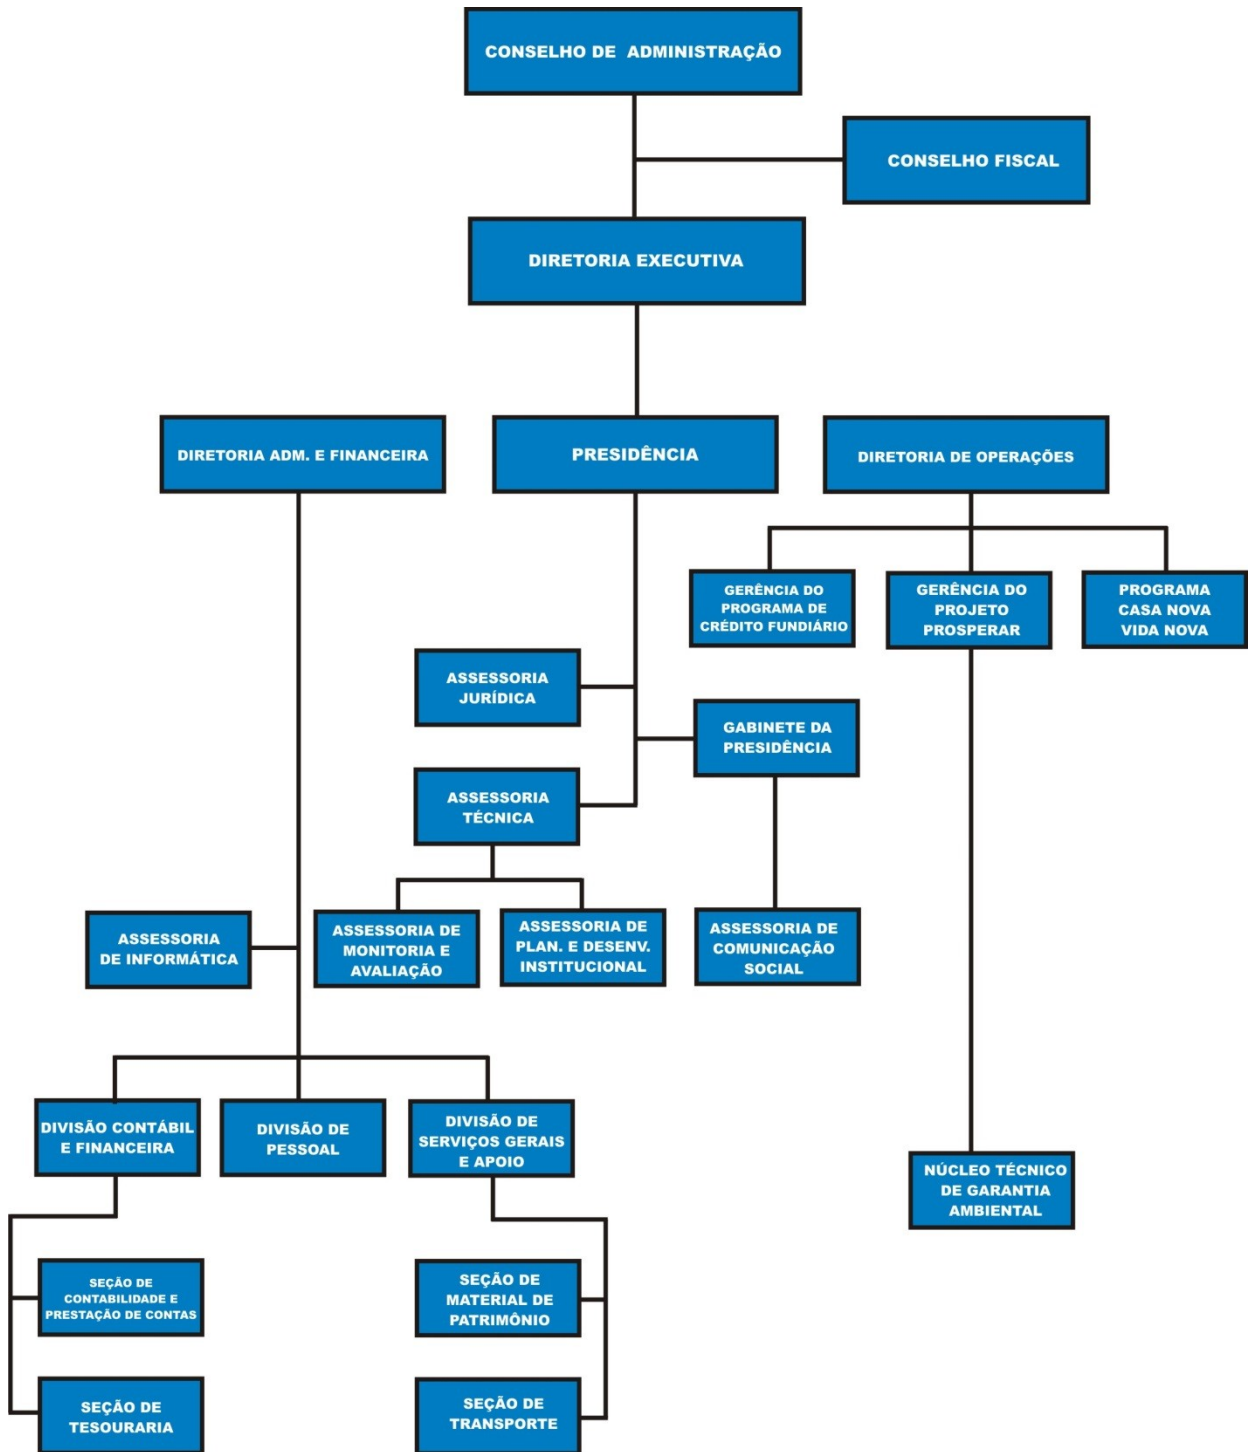 CONSELHO DE ADMINISTRAÇÃO
CONSELHO FISCAL
DIRETORIA EXECUTIVA
DIRETORIA ADM. E FINANCEIRA
PRESIDÊNCIA
DIRETORIA DE OPERAÇÕES
GERÊNCIA DO
PROGRAMA DE
CRÉDITO FUNDIÁRIO
GERÊNCIA DO
PROJETO
PROSPERAR
PROGRAMA
CASA NOVA
VIDA NOVA
ASSESSORIA
JURÍDICA
GABINETE DA
PRESIDÊNCIA
ASSESSORIA
TÉCNICA
ASSESSORIA
DE INFORMÁTICA
ASSESSORIA DE
MONITORIA E
AVALIAÇÃO
ASSESSORIA DE
PLAN. E DESENV.
INSTITUCIONAL
ASSESSORIA DE
COMUNICAÇÃO
SOCIAL
DIVISÃO CONTÁBIL
E FINANCEIRA
DIVISÃO DE
PESSOAL
DIVISÃO DE
SERVIÇOS GERAIS
E APOIO
NÚCLEO TÉCNICO
DE GARANTIA
AMBIENTAL
SEÇÃO DE
CONTABILIDADE E
PRESTAÇÃO DE CONTAS
SEÇÃO DE
MATERIAL DE
PATRIMÔNIO
SEÇÃO DE
TESOURARIA
SEÇÃO DE
TRANSPORTE